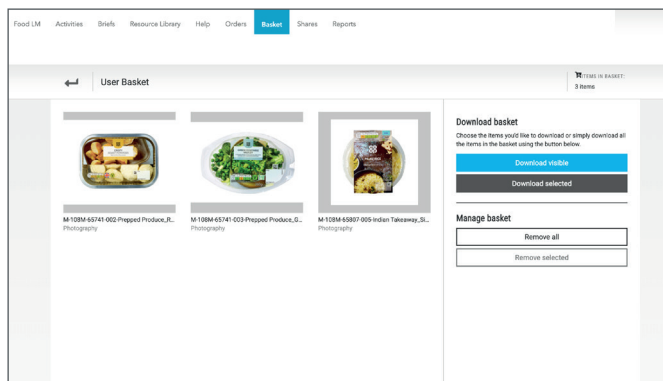 Food LM Activities Briefs Resource Library Help Orders Basket Shares Reports
User Basket
ITEMS IN BASKET:
3 items
M-108M-65741-002-Prepped Produce_R...
Photography
M-108M-65741-003-Prepped Produce_G...
Photography
M-108M-65807-005-Indian Takeaway_Si...
Photography
Download basket
Choose the items you'd like to download or simply download all
the items in the basket using the button below.
Download visible
Download selected
Manage basket
Remove all
Remove selected